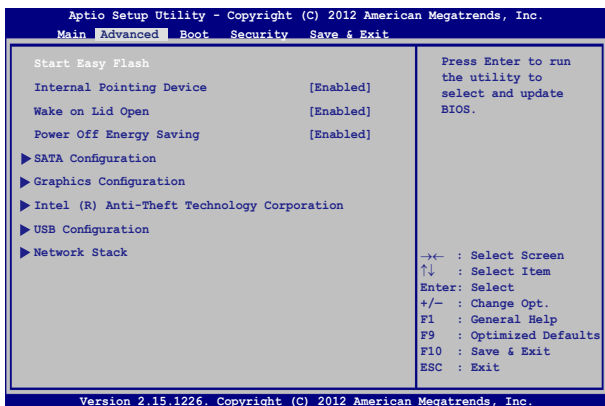 Aptio Setup Utility - Copyright (C) 2012 American Megatrends, Inc.
Main Advanced Boot Security Save & Exit
Start Easy Flash
Internal Pointing Device [Enabled]
Wake on Lid Open [Enabled]
Power Off Energy Saving [Enabled]
SATA Configuration
Graphics Configuration
Intel (R) Anti-Theft Technology Corporation
USB Configuration
Network Stack
Press Enter to run
the utility to
select and update
BIOS.
→← : Select Screen
↑↓ : Select Item
Enter: Select
+/— : Change Opt.
F1 : General Help
F9 : Optimized Defaults
F10 : Save & Exit
ESC : Exit
Version 2.15.1226. Copyright (C) 2012 American Megatrends, Inc.